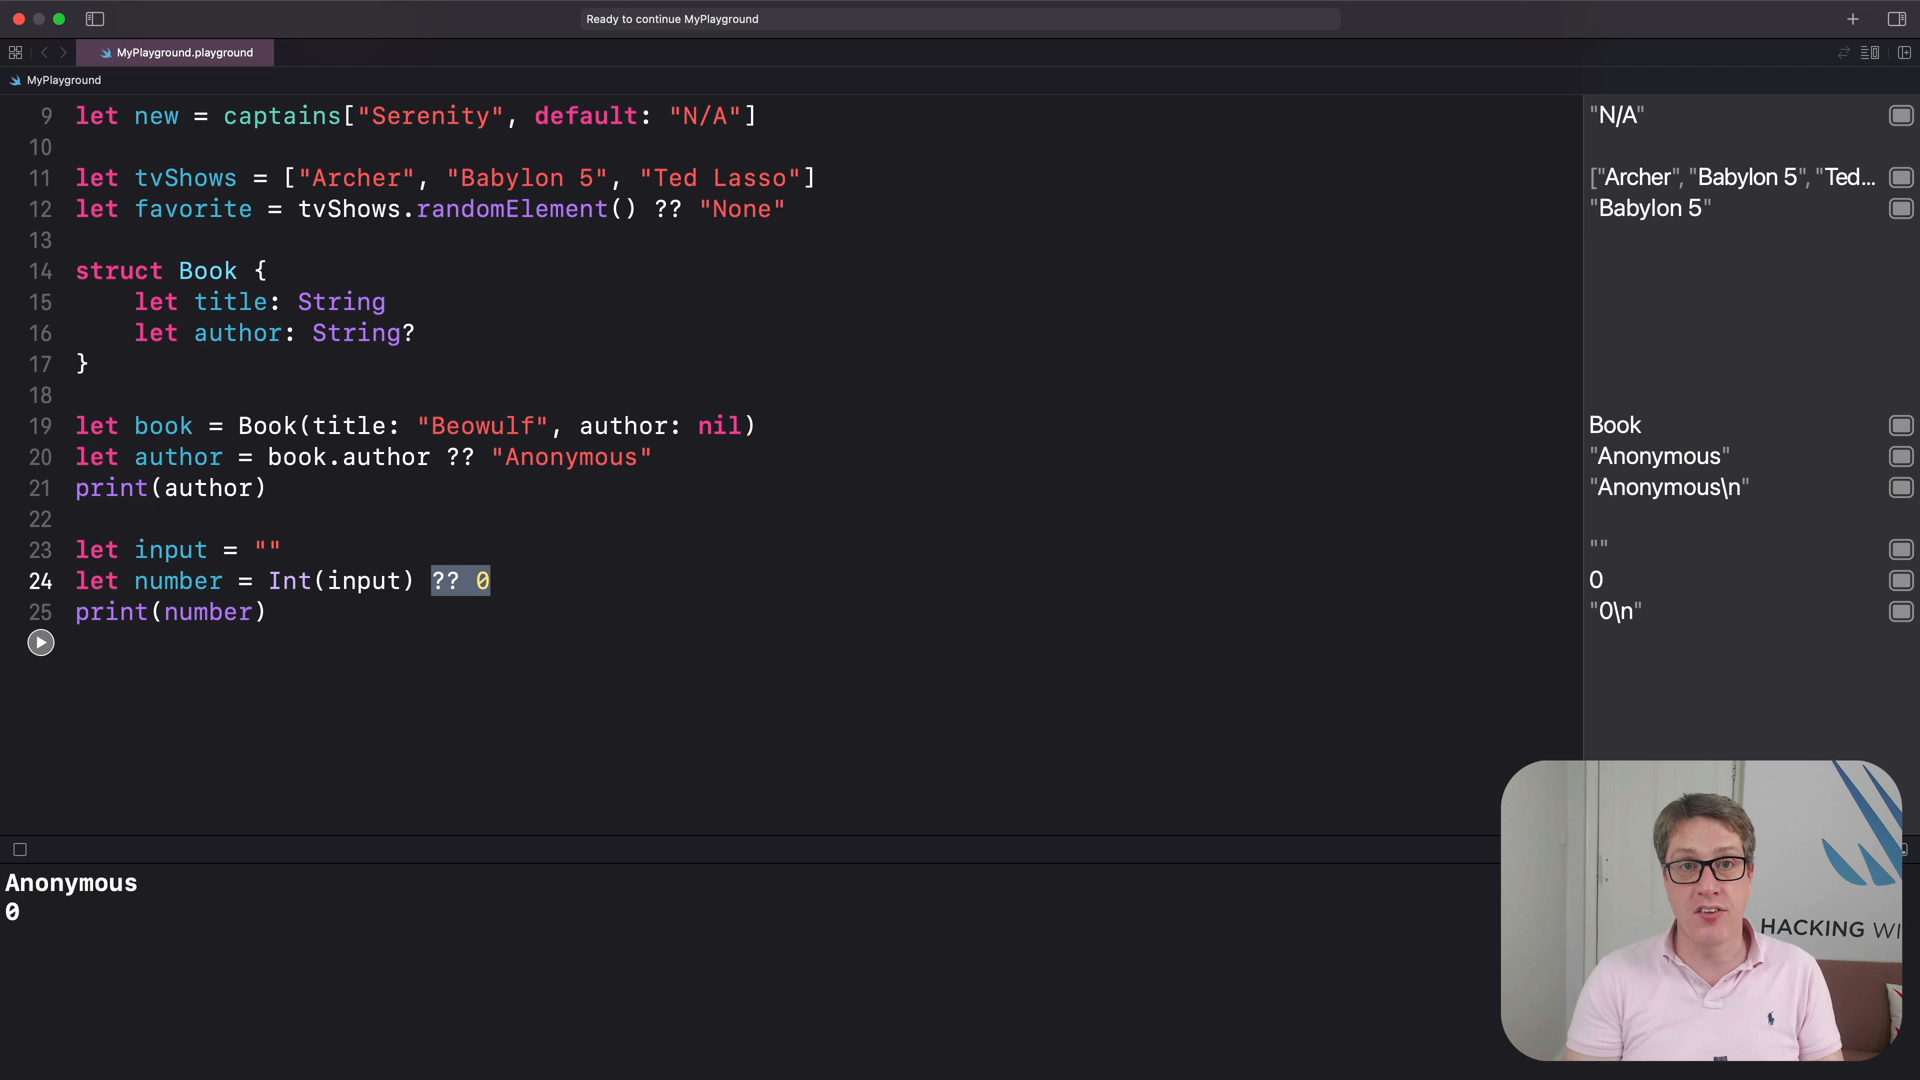 Ready to continue MyPlayground
MyPlayground.playground
MyPlayground
9 let new = captains["Serenity", default: "N/A"]
"N/A"
10
11 let tvShows = ["Archer", "Babylon 5", "Ted Lasso"]
["Archer", "Babylon 5", "Ted...
12 let favorite = tvShows.randomElement() ?? "None"
"Babylon 5"
13
14 struct Book {
15 let title: String
16 let author: String?
17 }
18
19 let book = Book(title: "Beowulf", author: nil)
Book
20 let author = book.author ?? "Anonymous"
"Anonymous"
21 print(author)
"Anonymous\n"
22
23 let input = ""
""
24 let number = Int(input) ?? 0
0
25 print(number)
"0\n"
Anonymous
0
HACKING WI